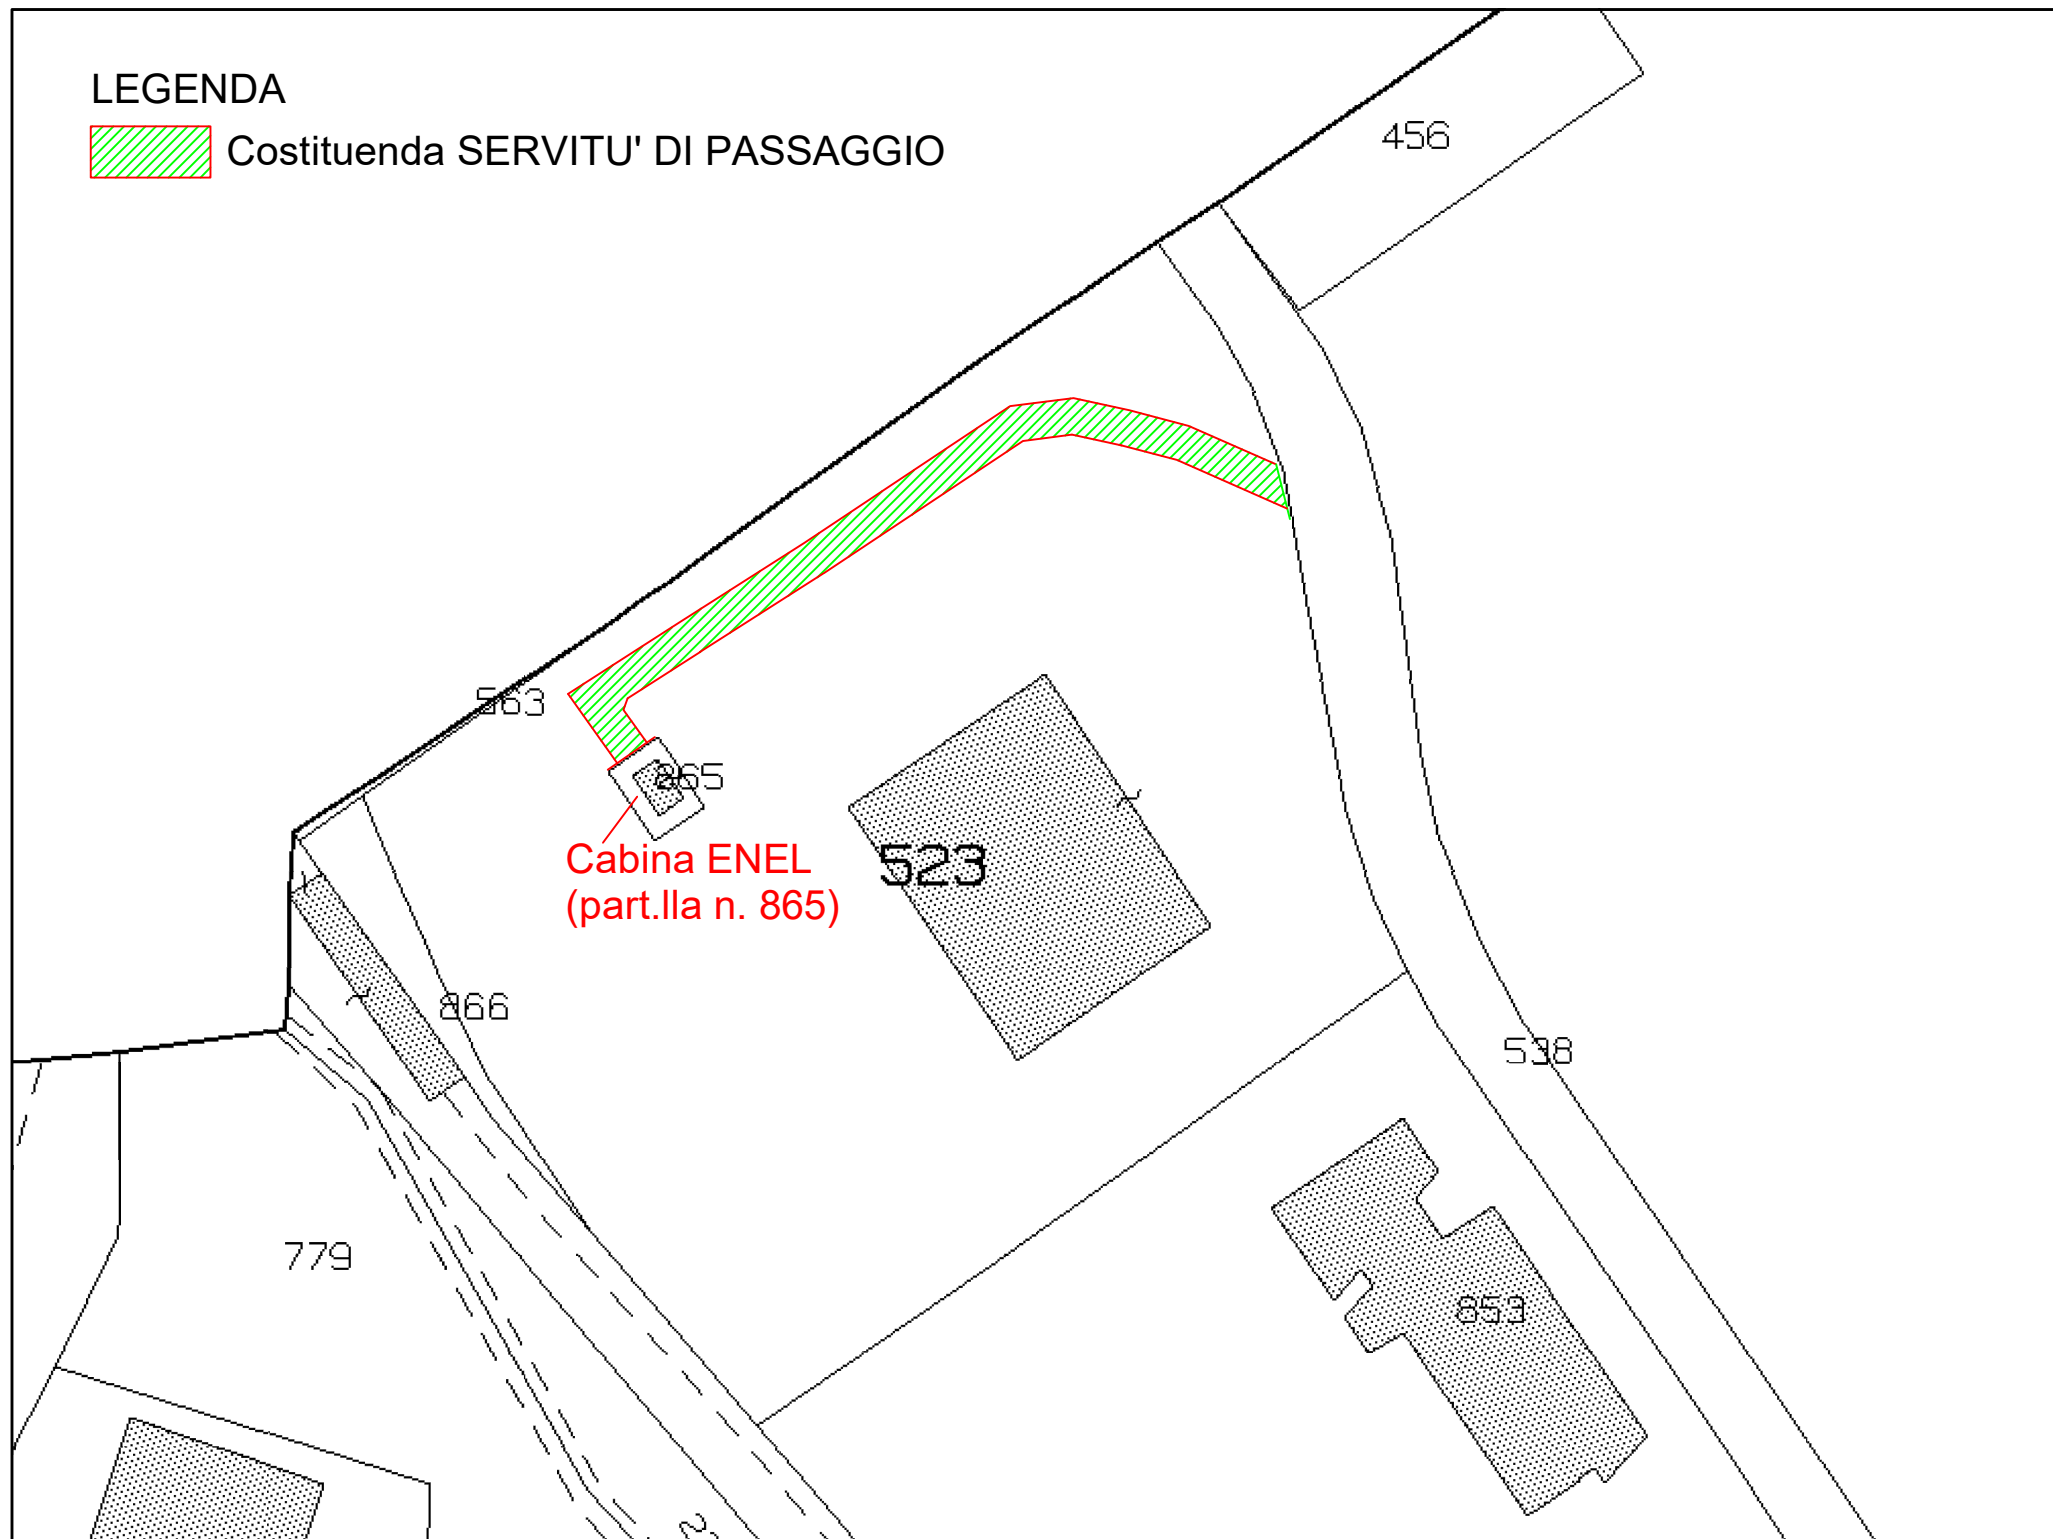 LEGENDA
Costituenda SERVITU' DI PASSAGGIO
456
563
865
Cabina ENEL
(part.lla n. 865)
523
866
538
779
853